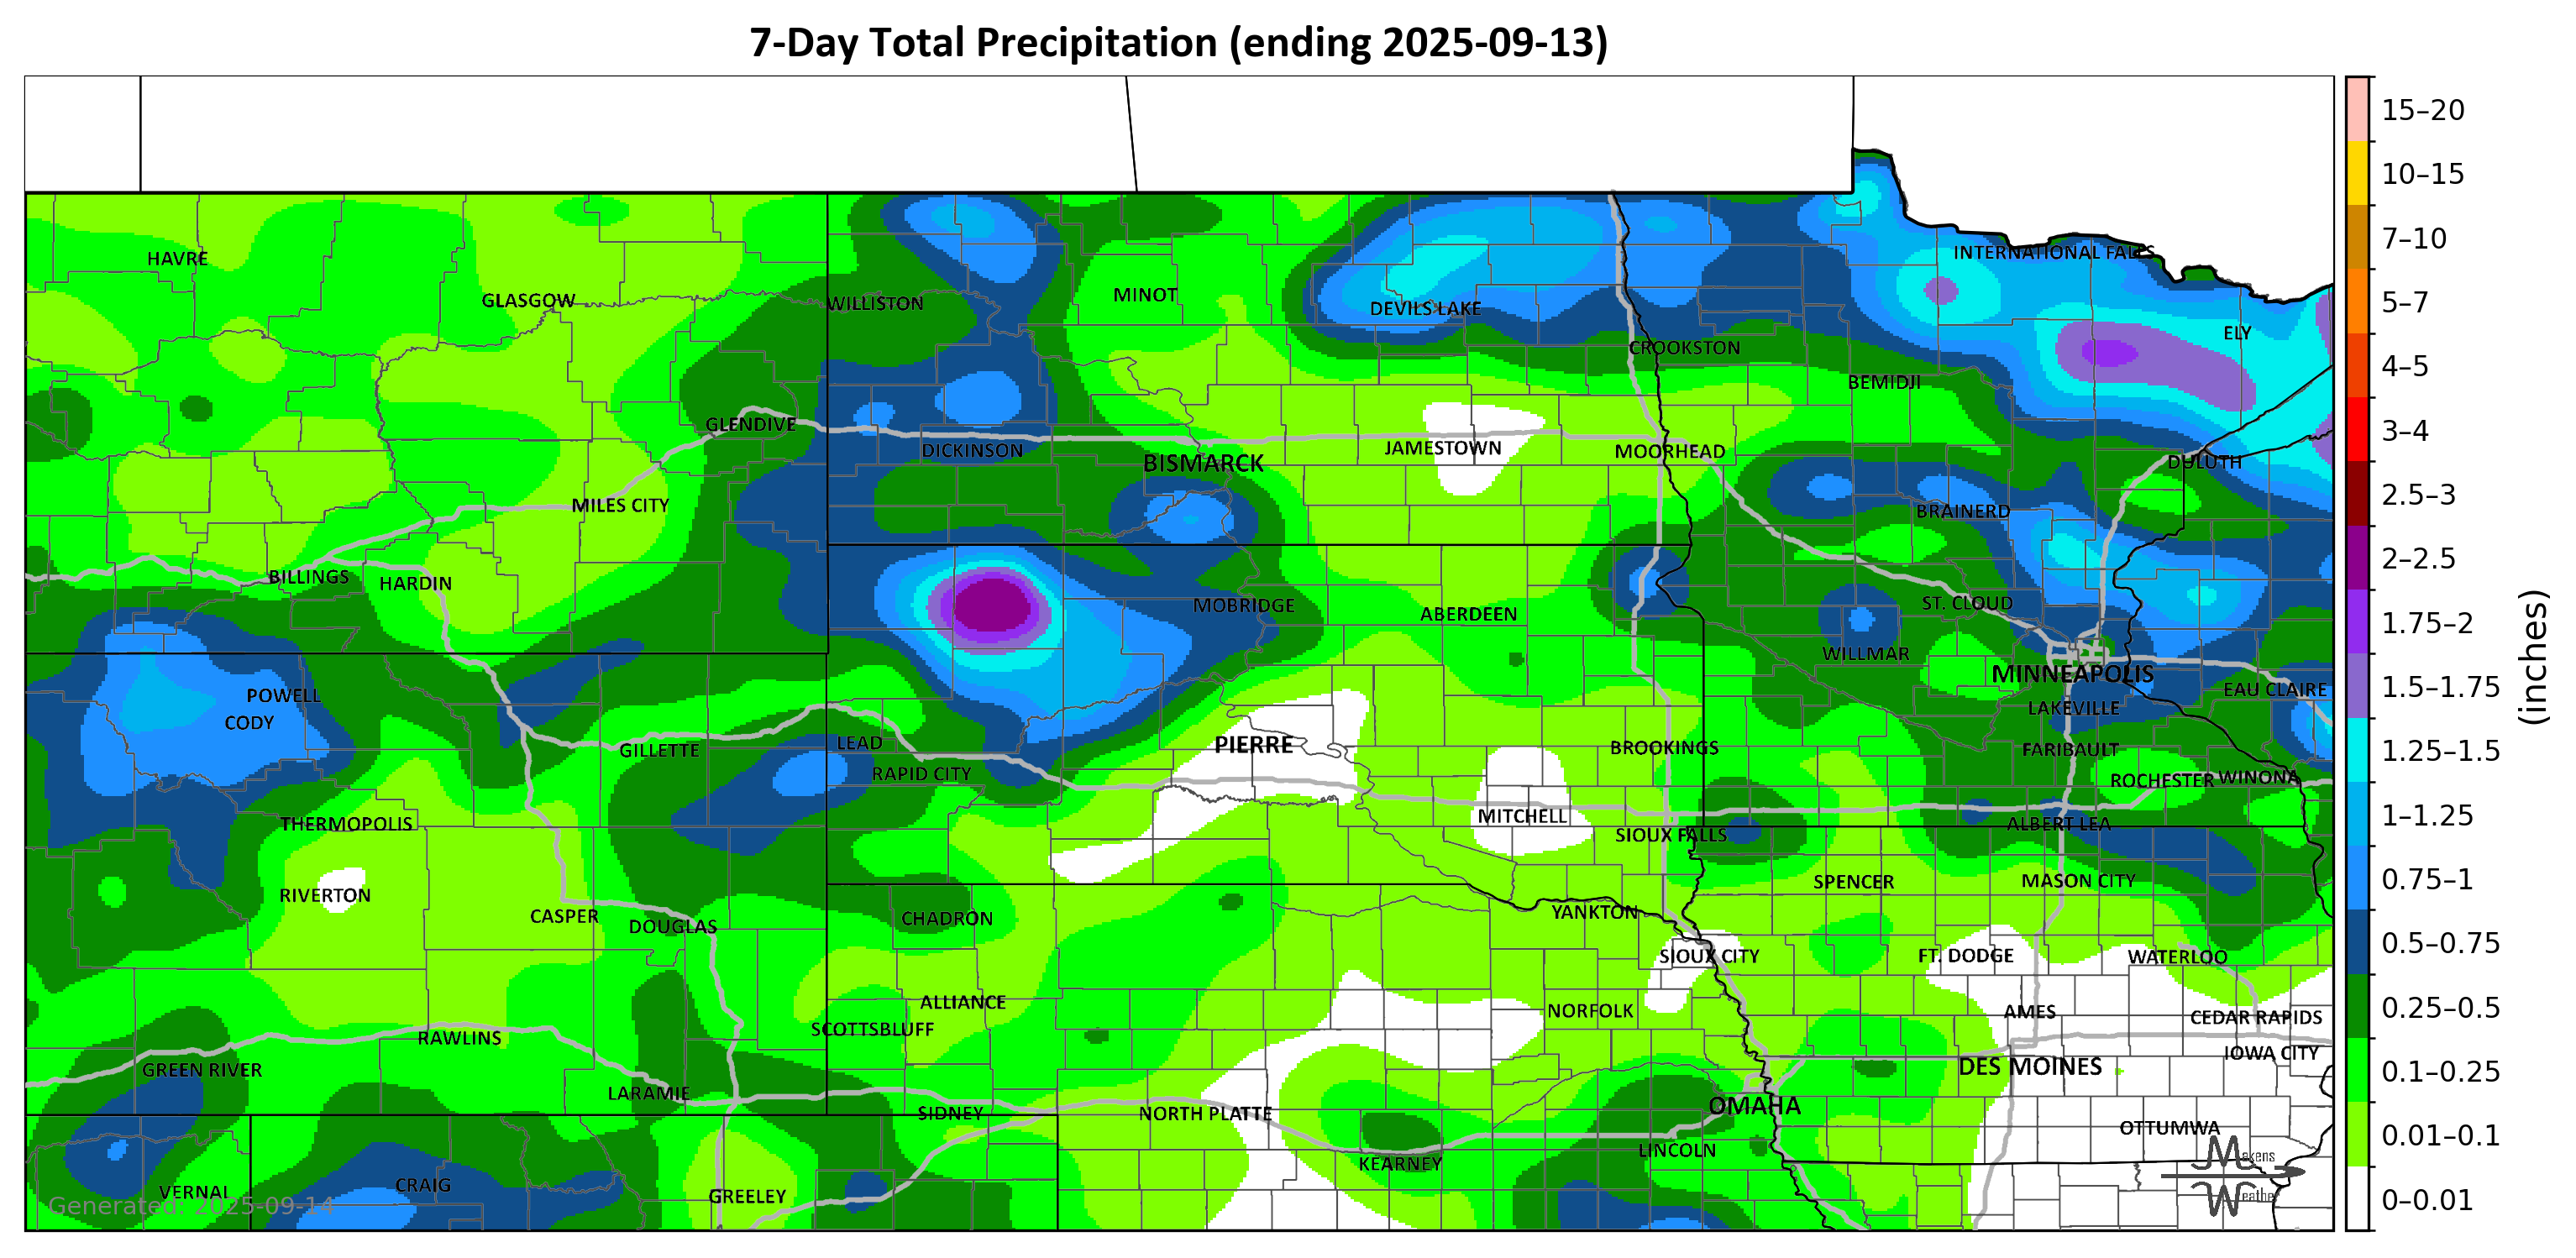 7-Day Total Precipitation (ending 2025-09-13)
15–20
10–15
7–10
5–7
4–5
3–4
2.5–3
2–2.5
1.75–2
1.5–1.75
1.25–1.5
1–1.25
0.75–1
0.5–0.75
0.25–0.5
0.1–0.25
0.01–0.1
0–0.01
(inches)
HAVRE
INTERNATIONAL FALLS
GLASGOW
WILLISTON
MINOT
DEVILS LAKE
ELY
CROOKSTON
BEMIDJI
GLENDIVE
DICKINSON
BISMARCK
JAMESTOWN
MOORHEAD
DULUTH
MILES CITY
BRAINERD
BILLINGS
HARDIN
MOBRIDGE
ABERDEEN
ST. CLOUD
WILLMAR
MINNEAPOLIS
POWELL
EAU CLAIRE
CODY
LAKEVILLE
GILLETTE
LEAD
PIERRE
BROOKINGS
FARIBAULT
RAPID CITY
ROCHESTER
WINONA
THERMOPOLIS
MITCHELL
SIOUX FALLS
ALBERT LEA
RIVERTON
SPENCER
MASON CITY
CASPER
DOUGLAS
CHADRON
YANKTON
SIOUX CITY
FT. DODGE
WATERLOO
ALLIANCE
NORFOLK
AMES
CEDAR RAPIDS
SCOTTSBLUFF
RAWLINS
IOWA CITY
GREEN RIVER
DES MOINES
LARAMIE
SIDNEY
NORTH PLATTE
OMAHA
OTTUMWA
LINCOLN
KEARNEY
VERNAL
CRAIG
GREELEY
Makens
Weather
Generated: 2025-09-14